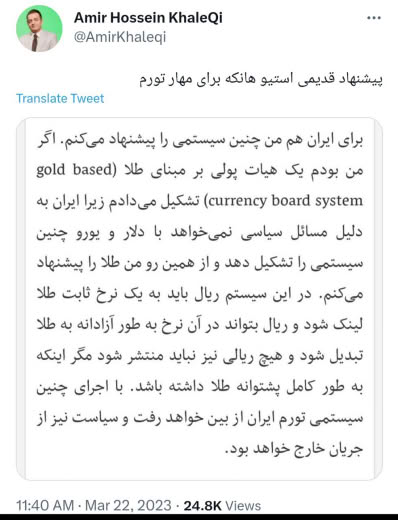 Amir Hossein KhaleQi
@AmirKhaleqi
پیشنهاد قدیمی استیو هانکه برای مهار تورم
Translate Tweet
برای ایران هم من چنین سیستمی را پیشنهاد می‌کنم. اگر
من بودم یک هیات پولی بر مبنای طلا (gold based
currency board system) تشکیل می‌دادم زیرا ایران به
دلیل مسائل سیاسی نمی‌خواهد با دلار و یورو چنین
سیستمی را تشکیل دهد و از همین رو من طلا را پیشنهاد
می‌کنم. در این سیستم ریال باید به یک نرخ ثابت طلا
لینک شود و ریال بتواند در آن نرخ به طور آزادانه به طلا
تبدیل شود و هیچ ریالی نیز نباید منتشر شود مگر اینکه
به طور کامل پشتوانه طلا داشته باشد. با اجرای چنین
سیستمی تورم ایران از بین خواهد رفت و سیاست نیز از
جریان خارج خواهد بود.
11:40 AM · Mar 22, 2023 · 24.8K Views